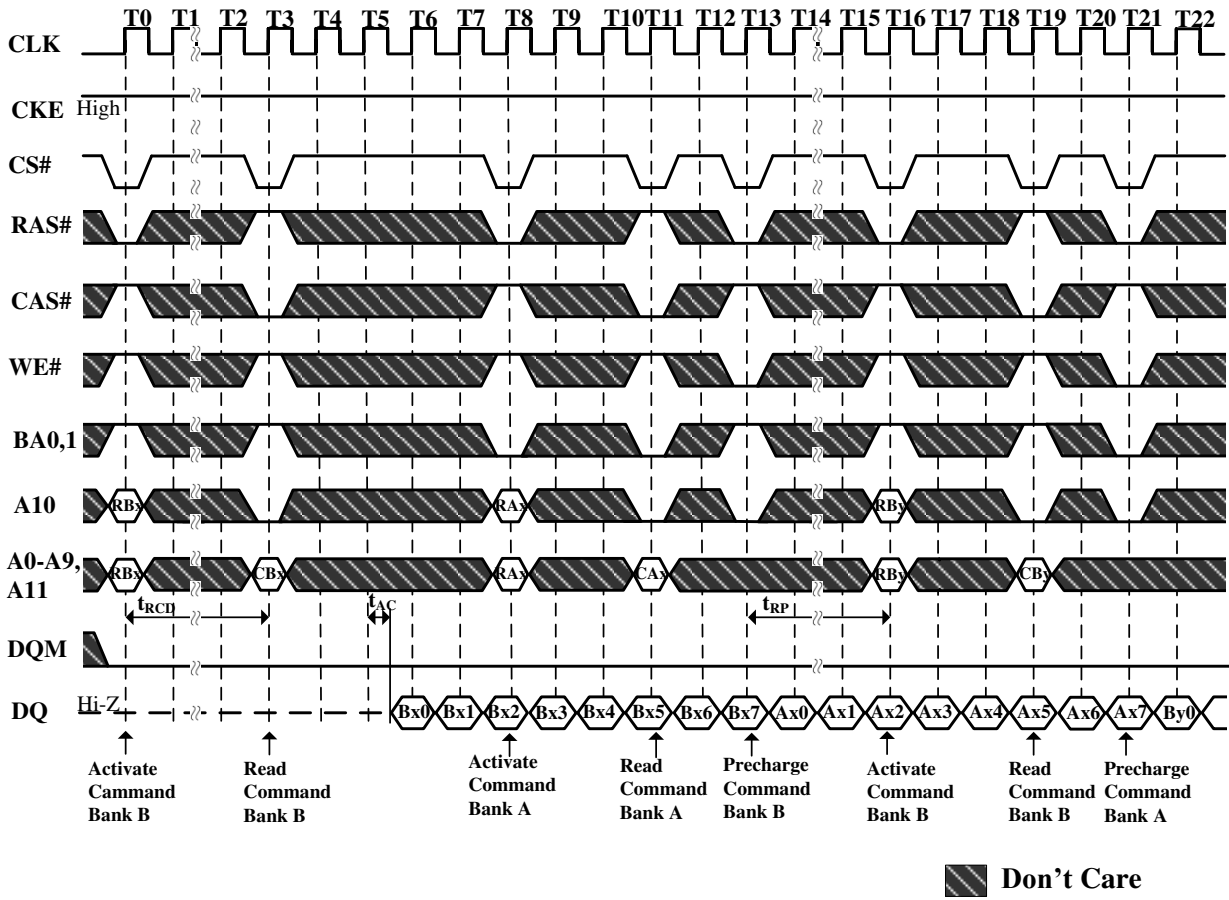 T0 T1 T2 T3 T4 T5 T6 T7 T8 T9 T10 T11 T12 T13 T14 T15 T16 T17 T18 T19 T20 T21 T22
CLK
CKE High
CS#
RAS#
CAS#
WE#
BA0,1
A10 RBx RAx RBy
A0-A9,
A11 RBx CBx RAx CAx RBy CBy
tRCD tAC tRP
DQM
DQ Hi-Z Bx0 Bx1 Bx2 Bx3 Bx4 Bx5 Bx6 Bx7 Ax0 Ax1 Ax2 Ax3 Ax4 Ax5 Ax6 Ax7 By0
Activate
Cammand
Bank B
Read
Command
Bank B
Activate
Command
Bank A
Read
Command
Bank A
Precharge
Command
Bank B
Activate
Command
Bank B
Read
Command
Bank B
Precharge
Command
Bank A
Don't Care